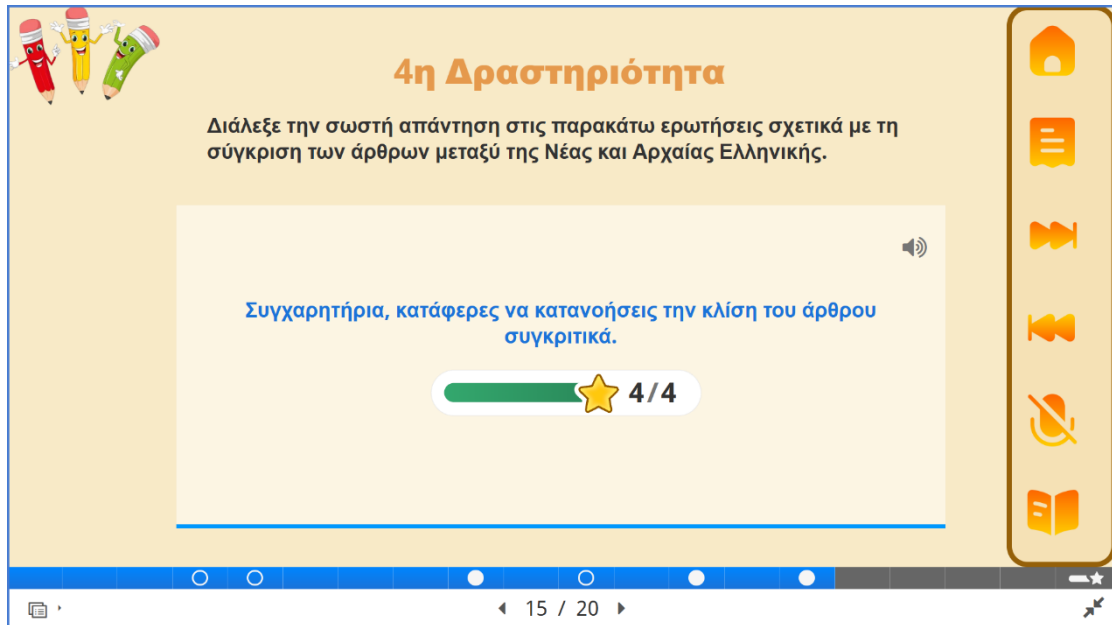 4η Δραστηριότητα
Διάλεξε την σωστή απάντηση στις παρακάτω ερωτήσεις σχετικά με τη
σύγκριση των άρθρων μεταξύ της Νέας και Αρχαίας Ελληνικής.
Συγχαρητήρια, κατάφερες να κατανοήσεις την κλίση του άρθρου
συγκριτικά.
4/4
15 / 20